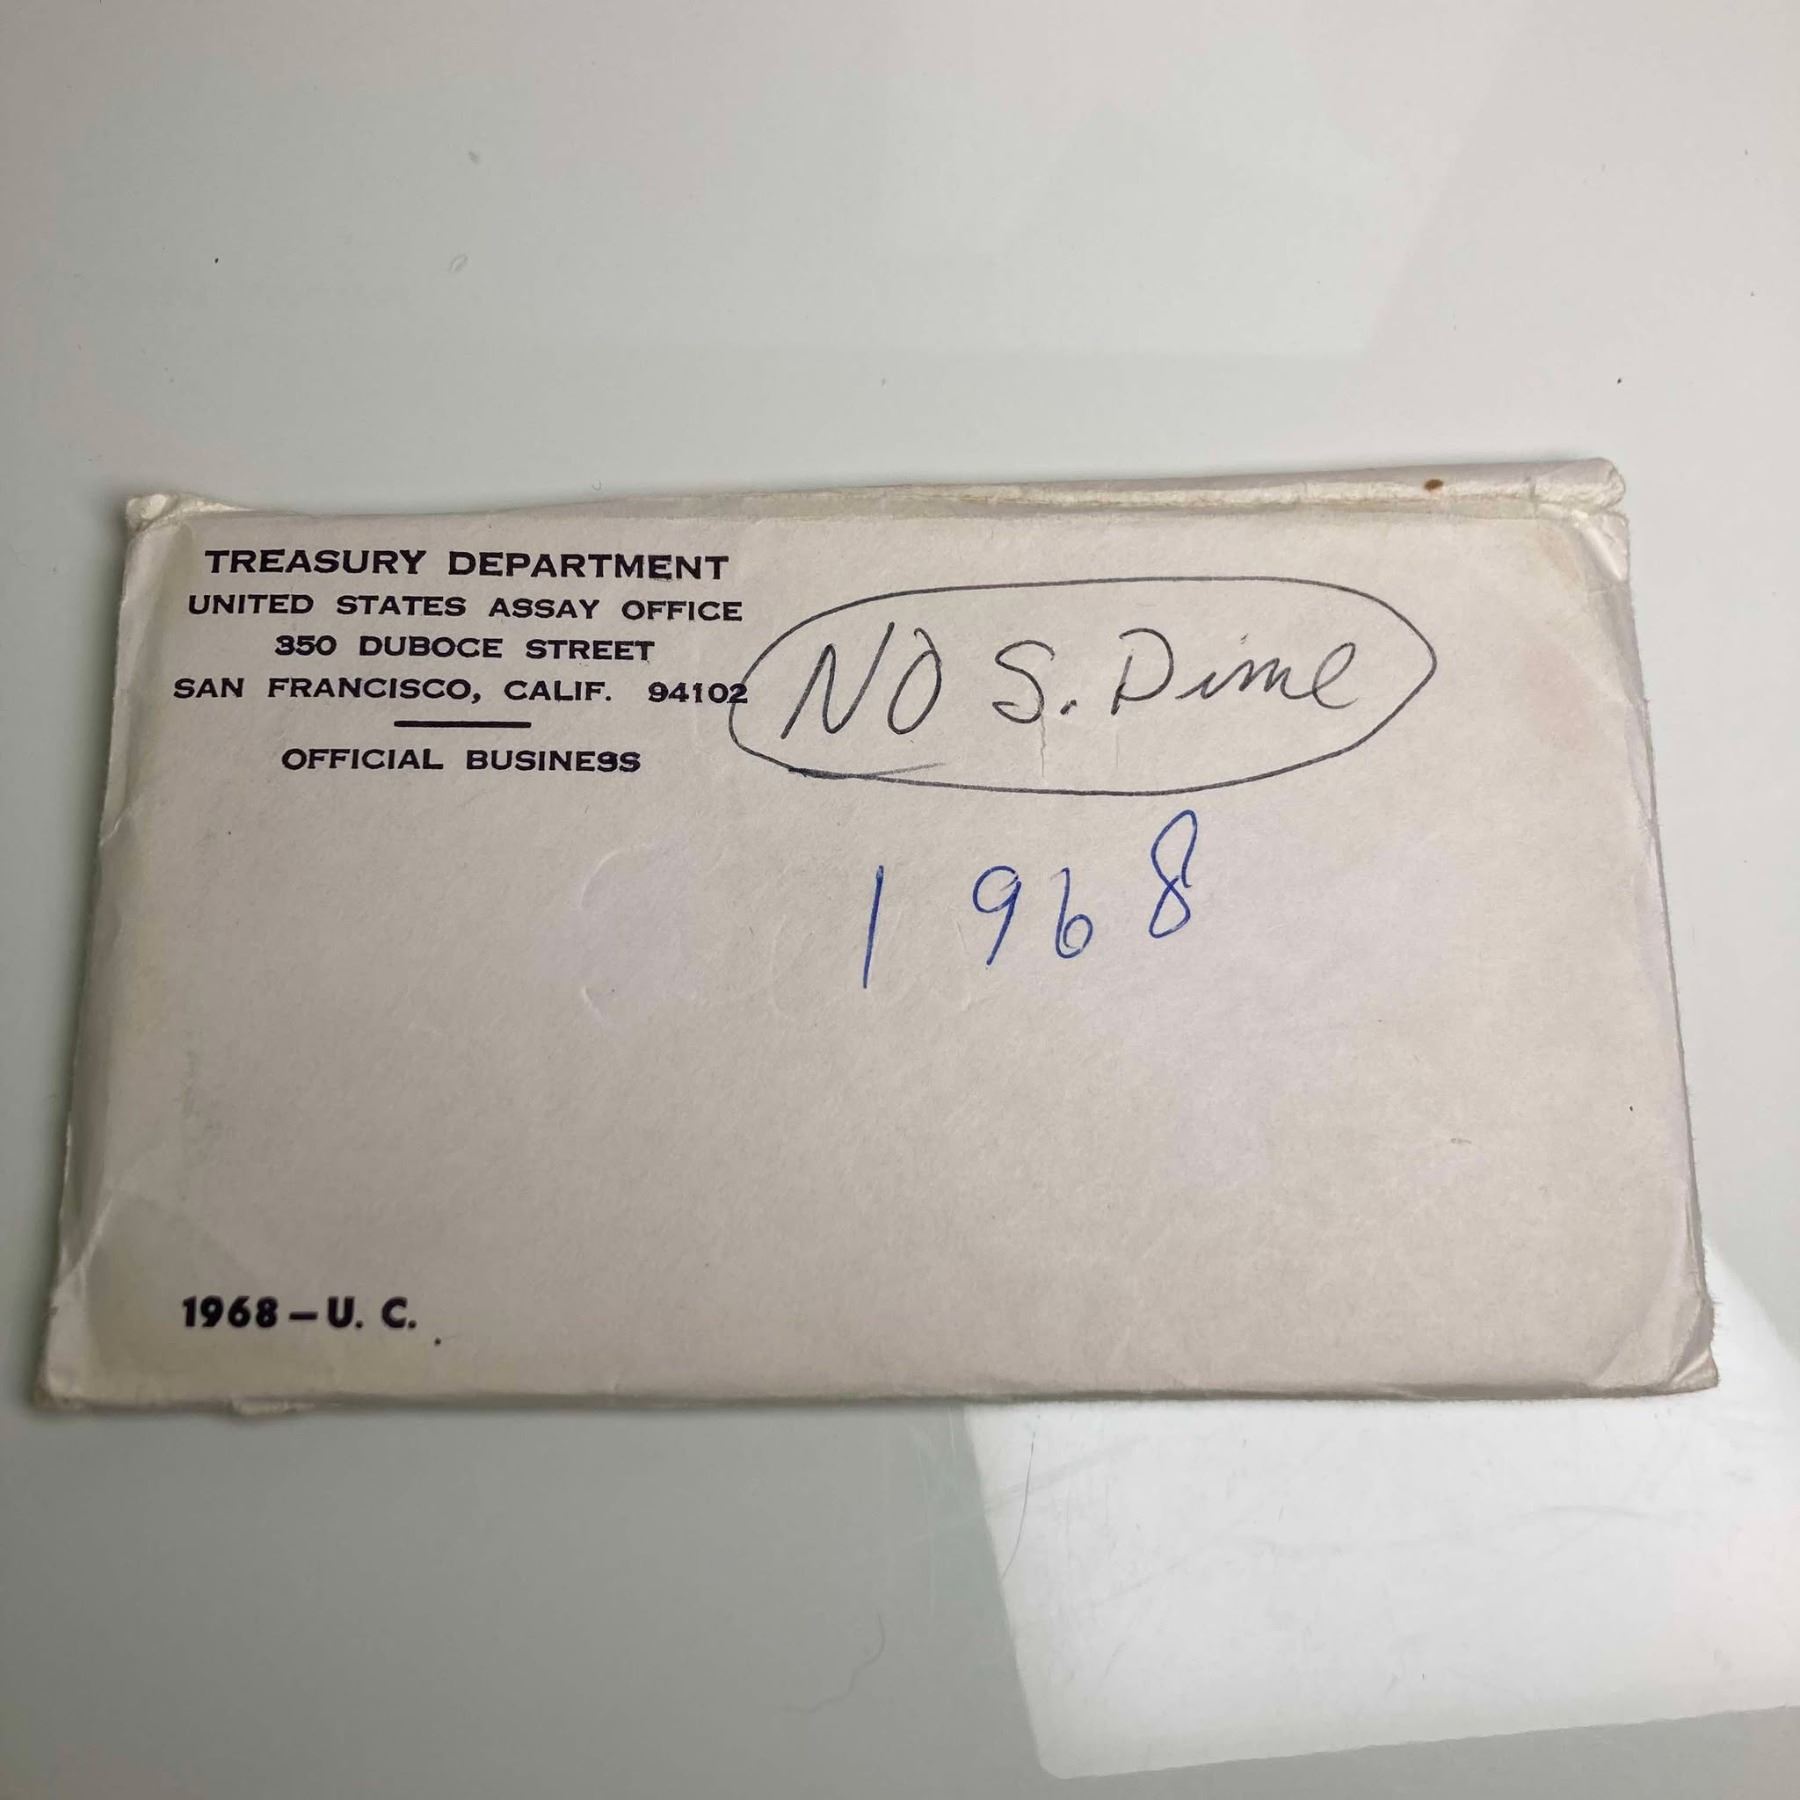 TREASURY DEPARTMENT
UNITED STATES ASSAY OFFICE
350 DUBOCE STREET
SAN FRANCISCO, CALIF. 94102
OFFICIAL BUSINESS
NO S. Dime
1968
1968 – U. C.